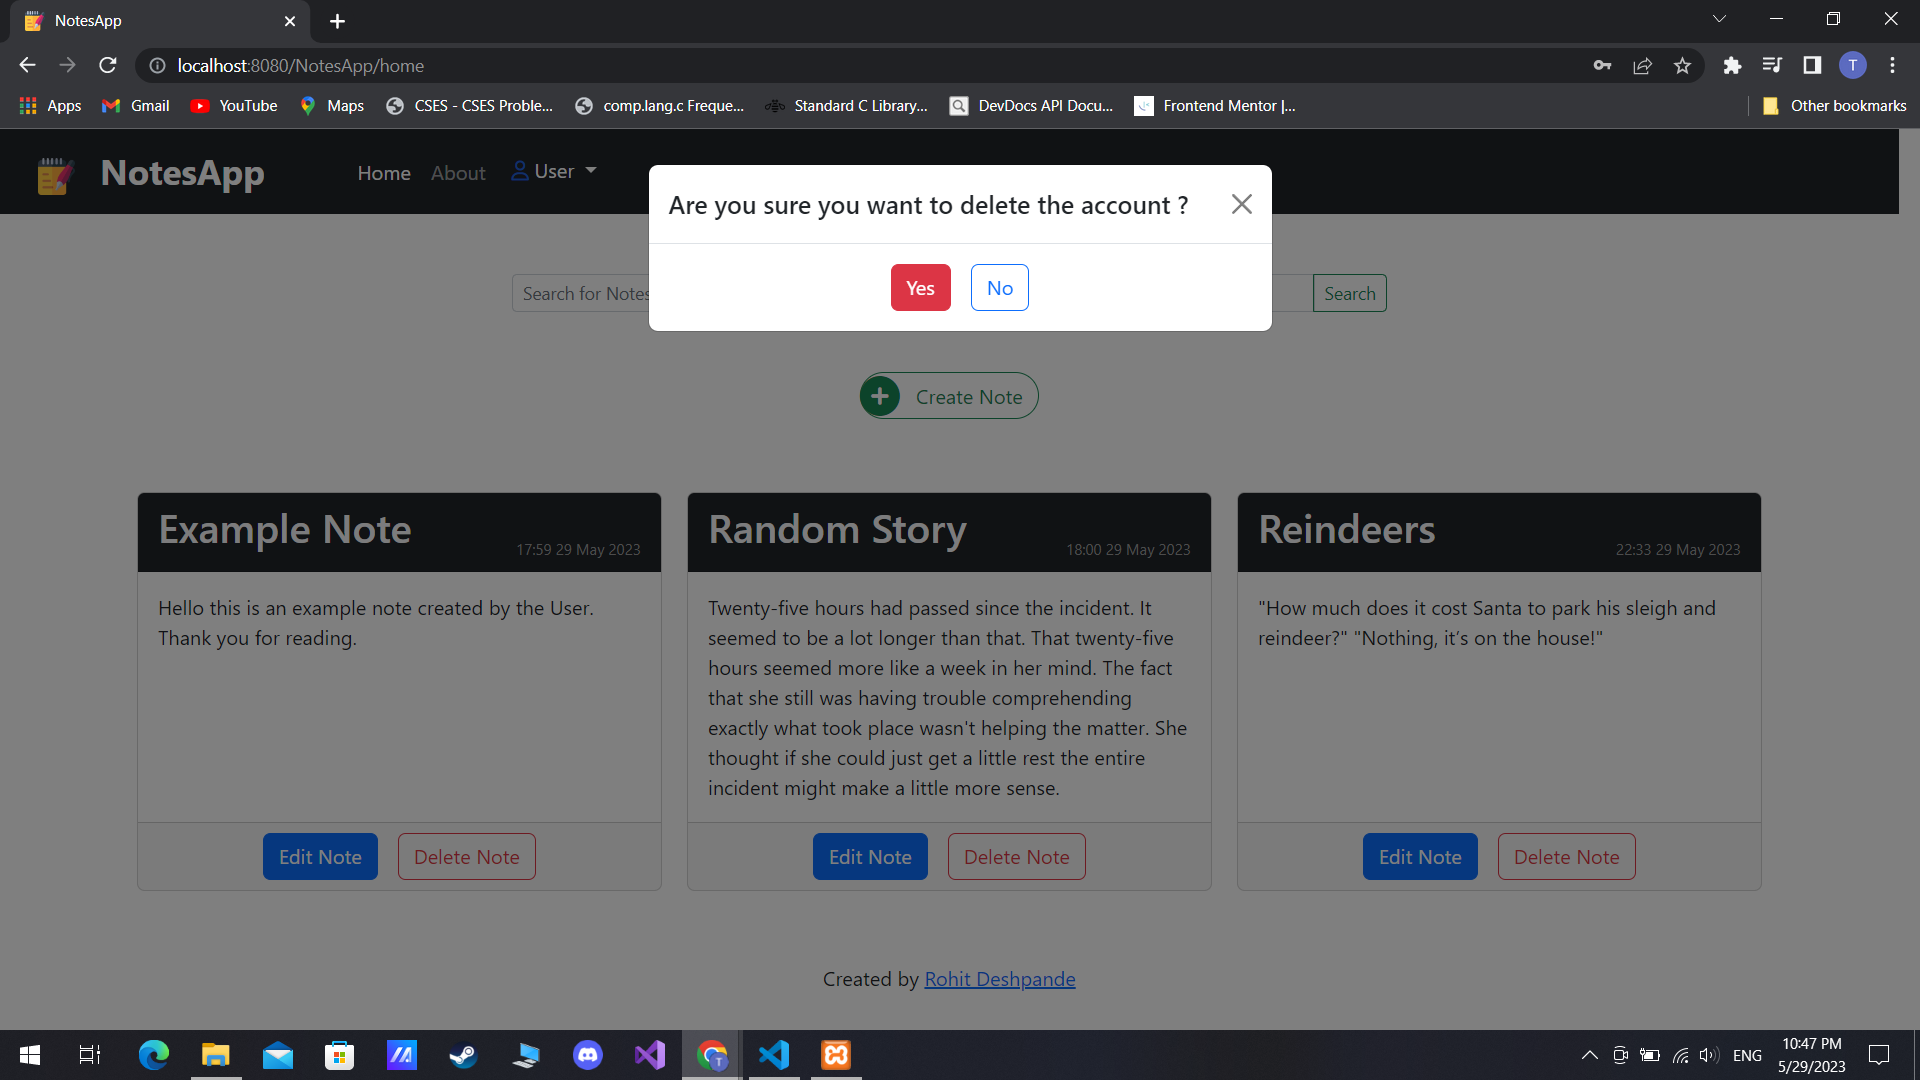 NotesApp
localhost:8080/NotesApp/home
T
Apps
Gmail
YouTube
Maps
CSES - CSES Proble...
comp.lang.c Freque...
Standard C Library...
DevDocs API Docu...
Frontend Mentor |...
Other bookmarks
NotesApp
Home
About
User
Are you sure you want to delete the account ?
Yes
No
Search for Notes
Search
Create Note
Example Note
17:59 29 May 2023
Hello this is an example note created by the User.
Thank you for reading.
Edit Note
Delete Note
Random Story
18:00 29 May 2023
Twenty-five hours had passed since the incident. It
seemed to be a lot longer than that. That twenty-five
hours seemed more like a week in her mind. The fact
that she still was having trouble comprehending
exactly what took place wasn't helping the matter. She
thought if she could just get a little rest the entire
incident might make a little more sense.
Edit Note
Delete Note
Reindeers
22:33 29 May 2023
"How much does it cost Santa to park his sleigh and
reindeer?" "Nothing, it’s on the house!"
Edit Note
Delete Note
Created by Rohit Deshpande
T
ENG
10:47 PM
5/29/2023